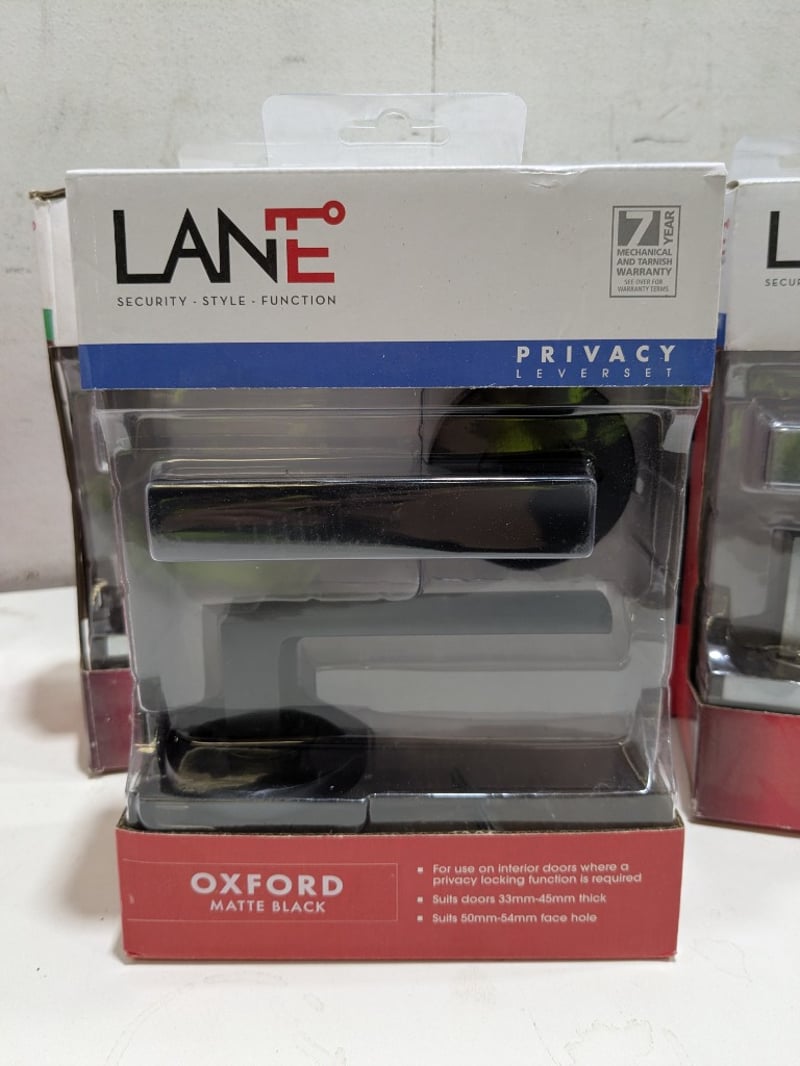 LANE
SECURITY - STYLE - FUNCTION
7 YEAR
MECHANICAL
AND TARNISH
WARRANTY
SEE OVER FOR
WARRANTY TERMS
PRIVACY
LEVERSET
OXFORD
MATTE BLACK
For use on interior doors where a
privacy locking function is required
Suits doors 33mm-45mm thick
Suits 50mm-54mm face hole
L
SECUR